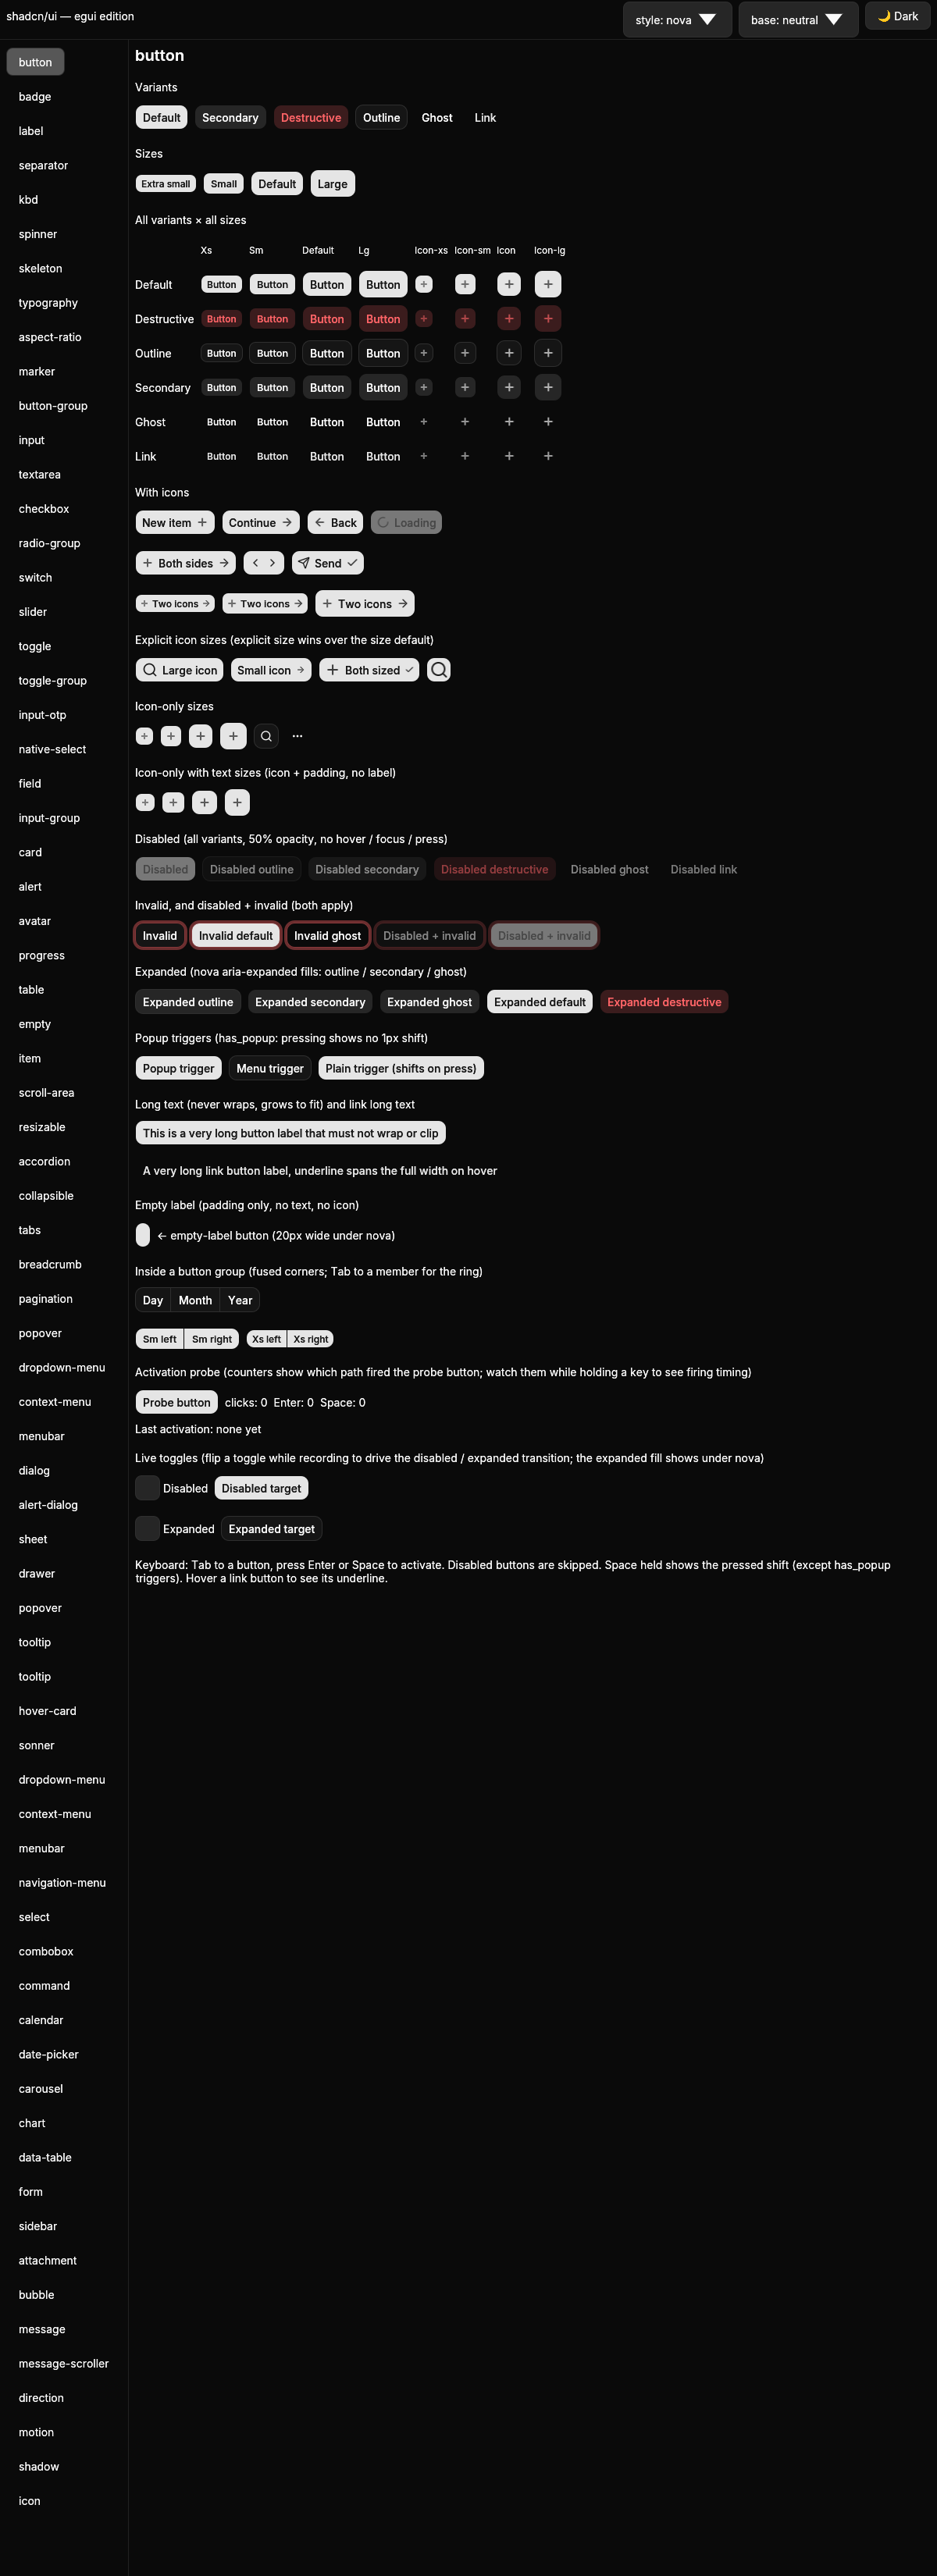 shadcn/ui — egui edition
style: nova
base: neutral
🌙 Dark
button
badge
label
separator
kbd
spinner
skeleton
typography
aspect-ratio
marker
button-group
input
textarea
checkbox
radio-group
switch
slider
toggle
toggle-group
input-otp
native-select
field
input-group
card
alert
avatar
progress
table
empty
item
scroll-area
resizable
accordion
collapsible
tabs
breadcrumb
pagination
popover
dropdown-menu
context-menu
menubar
dialog
alert-dialog
sheet
drawer
popover
tooltip
tooltip
hover-card
sonner
dropdown-menu
context-menu
menubar
navigation-menu
select
combobox
command
calendar
date-picker
carousel
chart
data-table
form
sidebar
attachment
bubble
message
message-scroller
direction
motion
shadow
icon
button
Variants
Default Secondary Destructive Outline Ghost Link
Sizes
Extra small Small Default Large
All variants × all sizes
Xs Sm Default Lg Icon-xs Icon-sm Icon Icon-lg
Default Button Button Button Button
Destructive Button Button Button Button
Outline Button Button Button Button
Secondary Button Button Button Button
Ghost Button Button Button Button
Link Button Button Button Button
With icons
New item Continue Back Loading
Both sides Send
Two icons Two icons Two icons
Explicit icon sizes (explicit size wins over the size default)
Large icon Small icon Both sized
Icon-only sizes
Icon-only with text sizes (icon + padding, no label)
Disabled (all variants, 50% opacity, no hover / focus / press)
Disabled Disabled outline Disabled secondary Disabled destructive Disabled ghost Disabled link
Invalid, and disabled + invalid (both apply)
Invalid Invalid default Invalid ghost Disabled + invalid Disabled + invalid
Expanded (nova aria-expanded fills: outline / secondary / ghost)
Expanded outline Expanded secondary Expanded ghost Expanded default Expanded destructive
Popup triggers (has_popup: pressing shows no 1px shift)
Popup trigger Menu trigger Plain trigger (shifts on press)
Long text (never wraps, grows to fit) and link long text
This is a very long button label that must not wrap or clip
A very long link button label, underline spans the full width on hover
Empty label (padding only, no text, no icon)
← empty-label button (20px wide under nova)
Inside a button group (fused corners; Tab to a member for the ring)
Day Month Year
Sm left Sm right Xs left Xs right
Activation probe (counters show which path fired the probe button; watch them while holding a key to see firing timing)
Probe button clicks: 0 Enter: 0 Space: 0
Last activation: none yet
Live toggles (flip a toggle while recording to drive the disabled / expanded transition; the expanded fill shows under nova)
Disabled Disabled target
Expanded Expanded target
Keyboard: Tab to a button, press Enter or Space to activate. Disabled buttons are skipped. Space held shows the pressed shift (except has_popup
triggers). Hover a link button to see its underline.